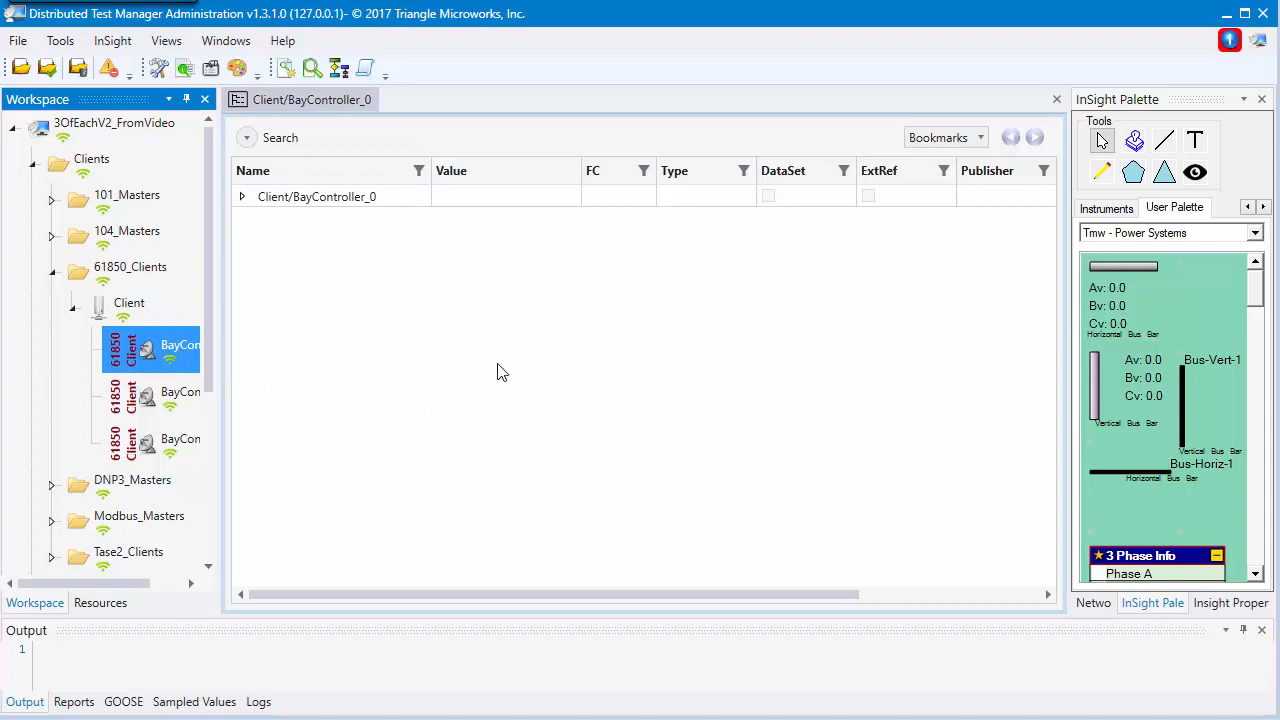 Distributed Test Manager Administration v1.3.1.0 (127.0.0.1)- © 2017 Triangle Microworks, Inc.
File Tools InSight Views Windows Help
Workspace
3OfEachV2_FromVideo
Clients
101_Masters
104_Masters
61850_Clients
Client
61850 Client BayCon
61850 Client BayCon
61850 Client BayCon
DNP3_Masters
Modbus_Masters
Tase2_Clients
Workspace Resources
Client/BayController_0
Search Bookmarks
Name Value FC Type DataSet ExtRef Publisher
Client/BayController_0
InSight Palette
Tools
T
Instruments User Palette
Tmw - Power Systems
Av: 0.0
Bv: 0.0
Cv: 0.0
Horizontal Bus Bar
Av: 0.0
Bv: 0.0
Cv: 0.0
Bus-Vert-1
Vertical Bus Bar
Vertical Bus Bar
Bus-Horiz-1
Horizontal Bus Bar
3 Phase Info
Phase A
Netwo InSight Pale Insight Proper
Output
1
Output Reports GOOSE Sampled Values Logs